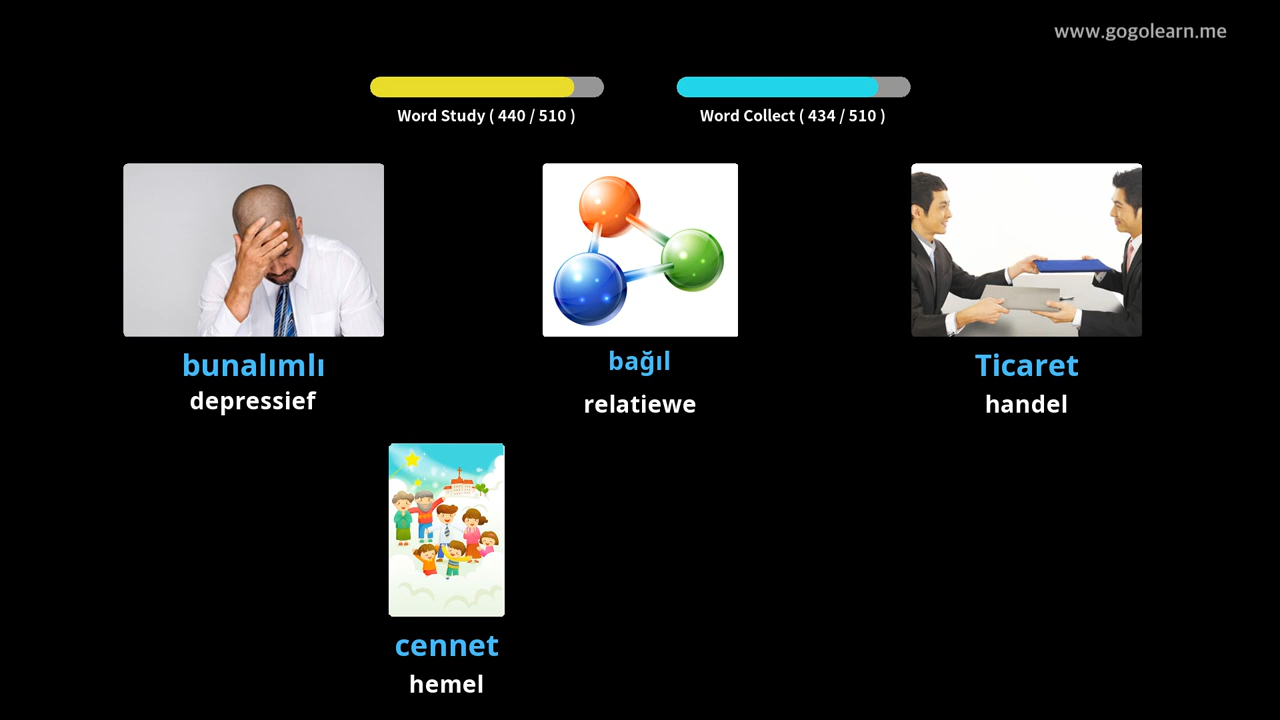 www.gogolearn.me
Word Study ( 440 / 510 )
Word Collect ( 434 / 510 )
bunalımlı
depressief
bağıl
relatiewe
Ticaret
handel
cennet
hemel